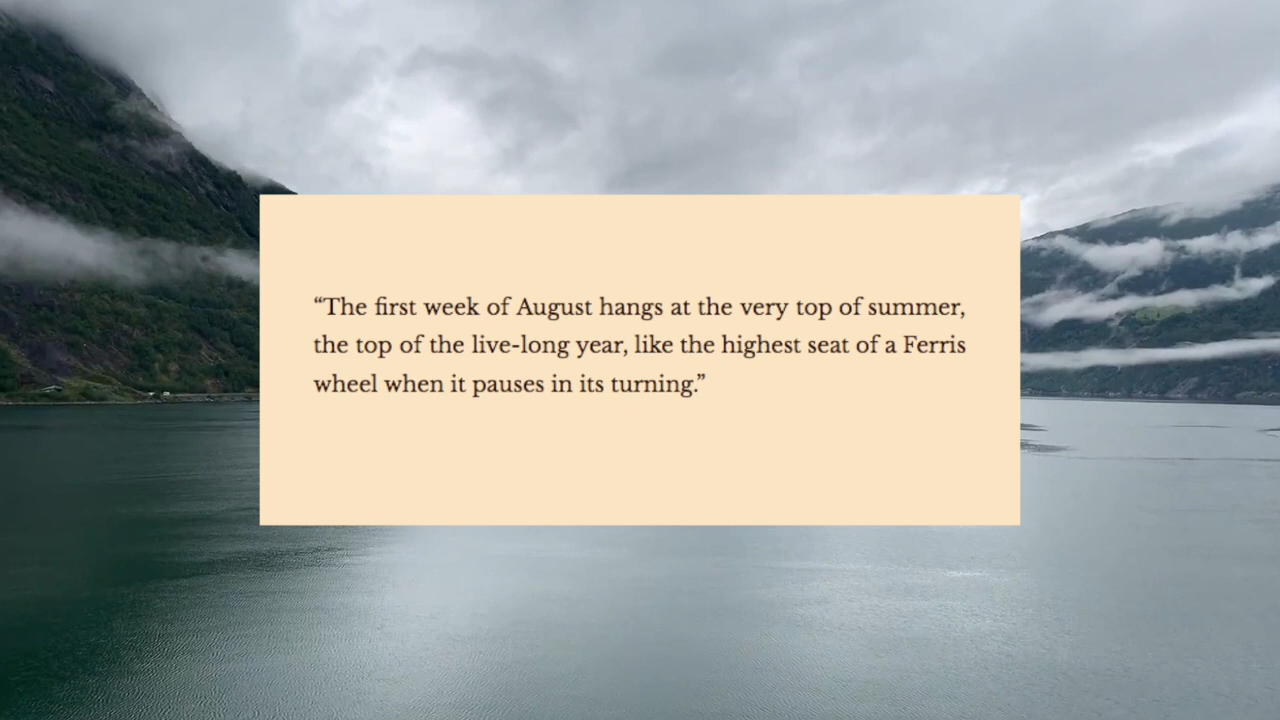 “The first week of August hangs at the very top of summer,
the top of the live-long year, like the highest seat of a Ferris
wheel when it pauses in its turning.”